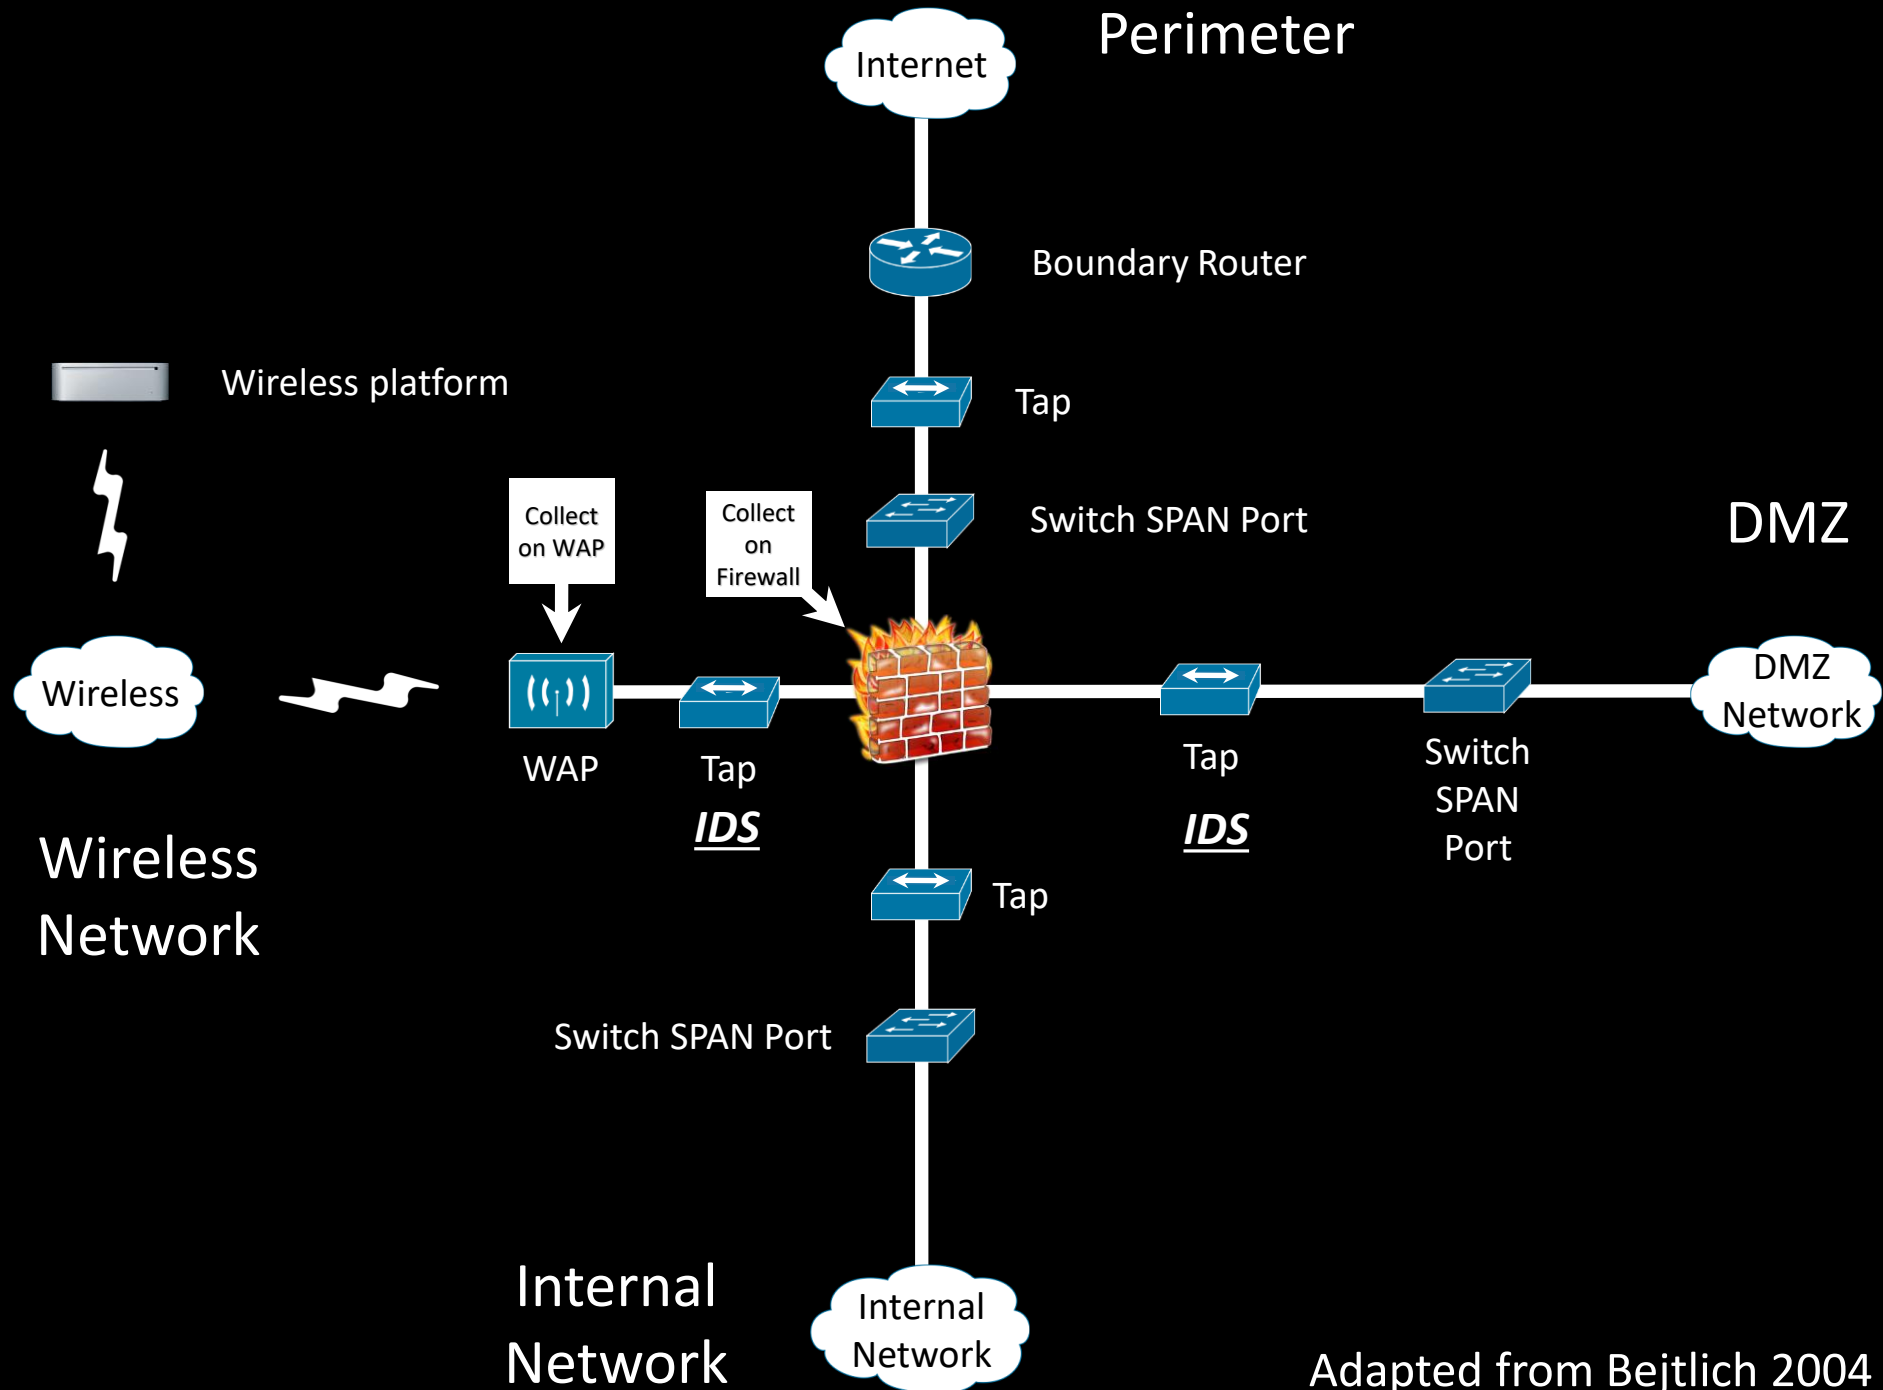 Perimeter
Internet
Boundary Router
Wireless platform
Tap
Collect
on WAP
Collect
on
Firewall
Switch SPAN Port
DMZ
Wireless
WAP
Tap
IDS
Tap
IDS
Switch
SPAN
Port
DMZ
Network
Wireless
Network
Tap
Switch SPAN Port
Internal
Network
Internal
Network
Adapted from Bejtlich 2004